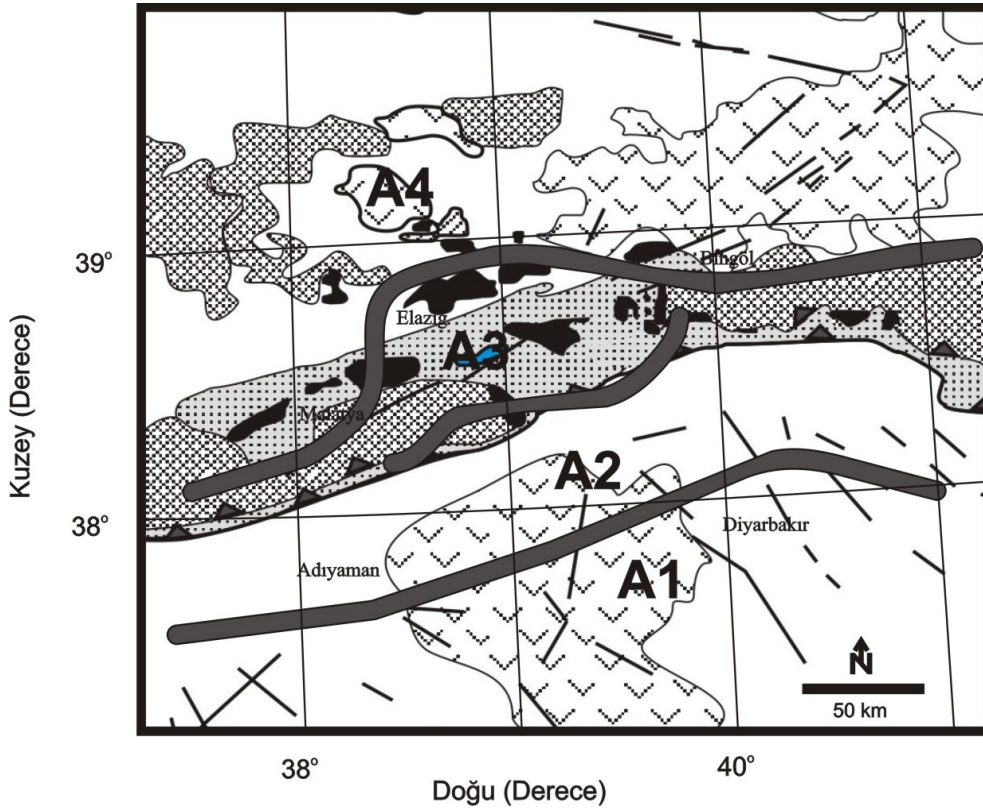 A4
39°
Bingöl
Elazığ
A3
Malatya
A2
38°
Diyarbakır
Adıyaman
A1
N
50 km
Kuzey (Derece)
38°
40°
Doğu (Derece)